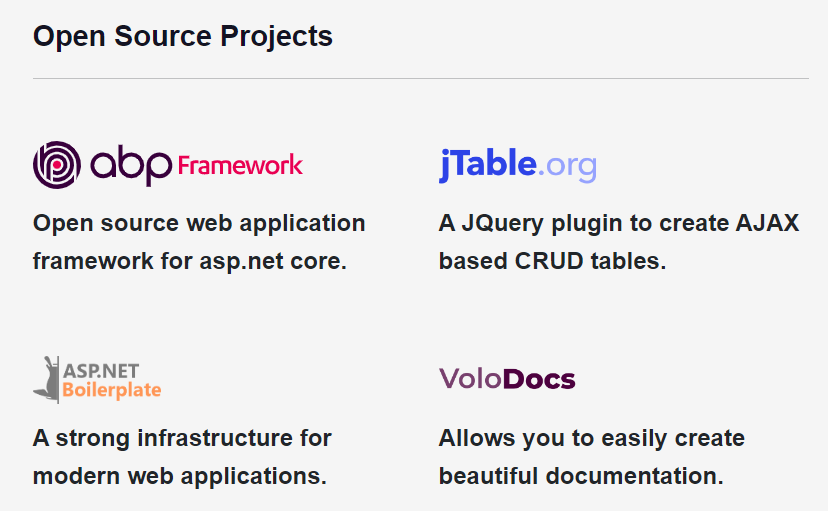 Open Source Projects
abp Framework
Open source web application
framework for asp.net core.
jTable.org
A JQuery plugin to create AJAX
based CRUD tables.
ASP.NET
Boilerplate
A strong infrastructure for
modern web applications.
VoloDocs
Allows you to easily create
beautiful documentation.